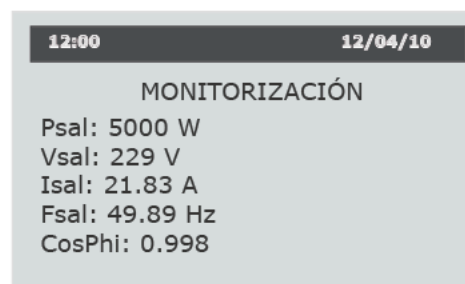 12:00 12/04/10
MONITORIZACIÓN
Psal: 5000 W
Vsal: 229 V
Isal: 21.83 A
Fsal: 49.89 Hz
CosPhi: 0.998